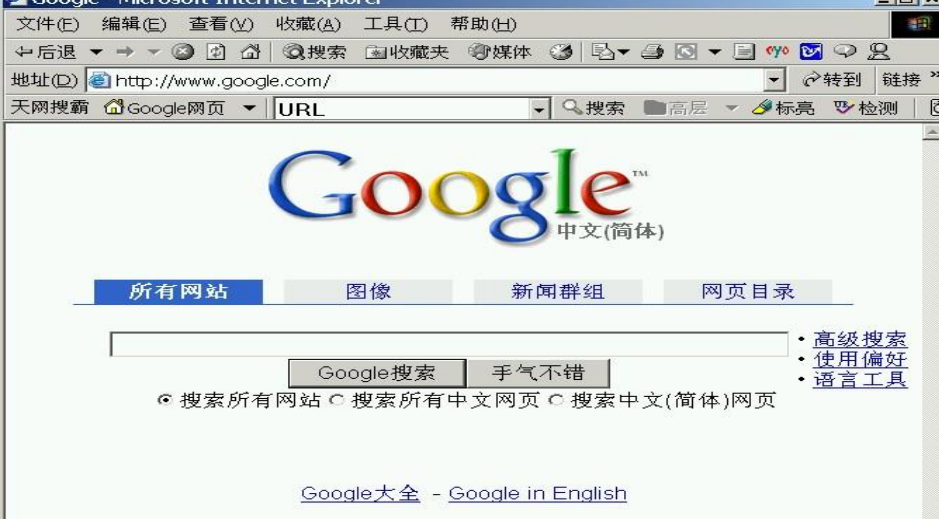 Google - Microsoft Internet Explorer
文件(F) 编辑(E) 查看(V) 收藏(A) 工具(T) 帮助(H)
后退 搜索 收藏夹 媒体
地址(D) http://www.google.com/ 转到 链接 »
天网搜霸 Google网页 URL 搜索 高层 标亮 检测
Google™
中文(简体)
所有网站 图像 新闻群组 网页目录
• 高级搜索
• 使用偏好
• 语言工具
Google搜索 手气不错
搜索所有网站 搜索所有中文网页 搜索中文(简体)网页
Google大全 - Google in English